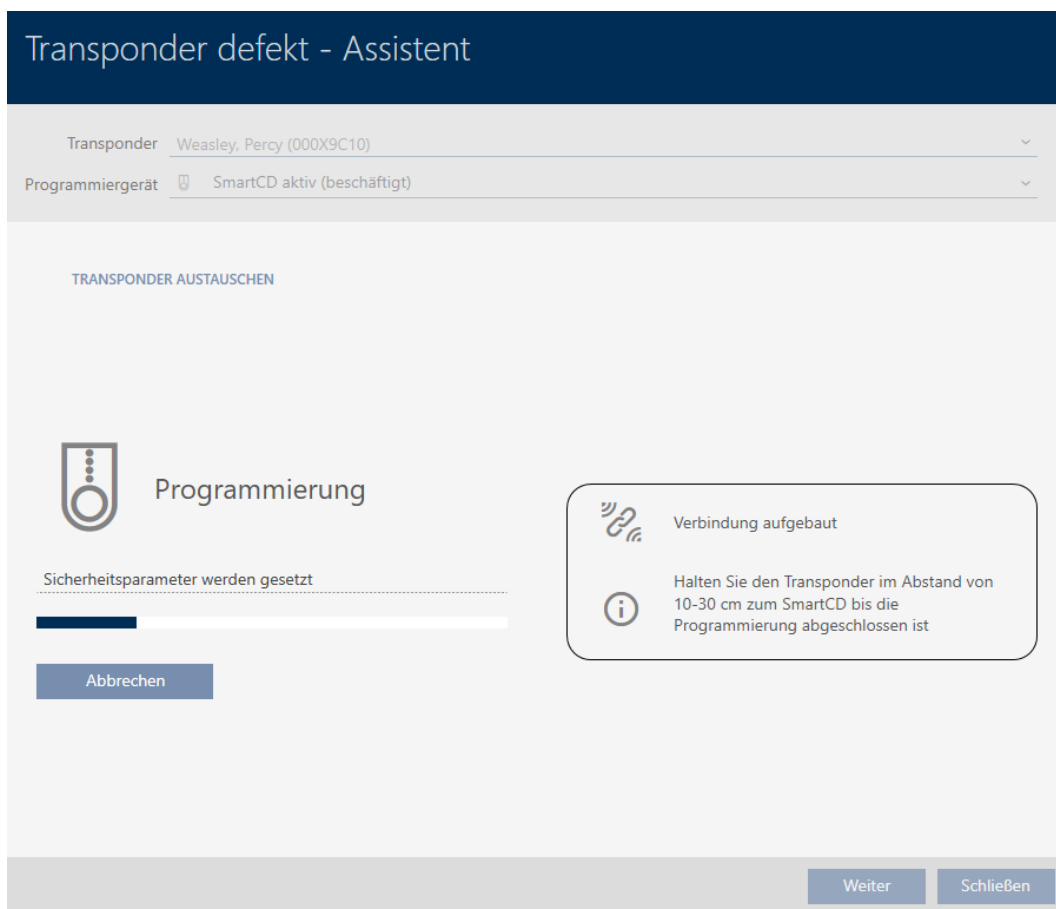 Transponder defekt - Assistent
Transponder Weasley, Percy (000X9C10)
Programmiergerät SmartCD aktiv (beschäftigt)
TRANSPONDER AUSTAUSCHEN
Programmierung
Sicherheitsparameter werden gesetzt
Abbrechen
Verbindung aufgebaut
Halten Sie den Transponder im Abstand von
10-30 cm zum SmartCD bis die
Programmierung abgeschlossen ist
Weiter Schließen